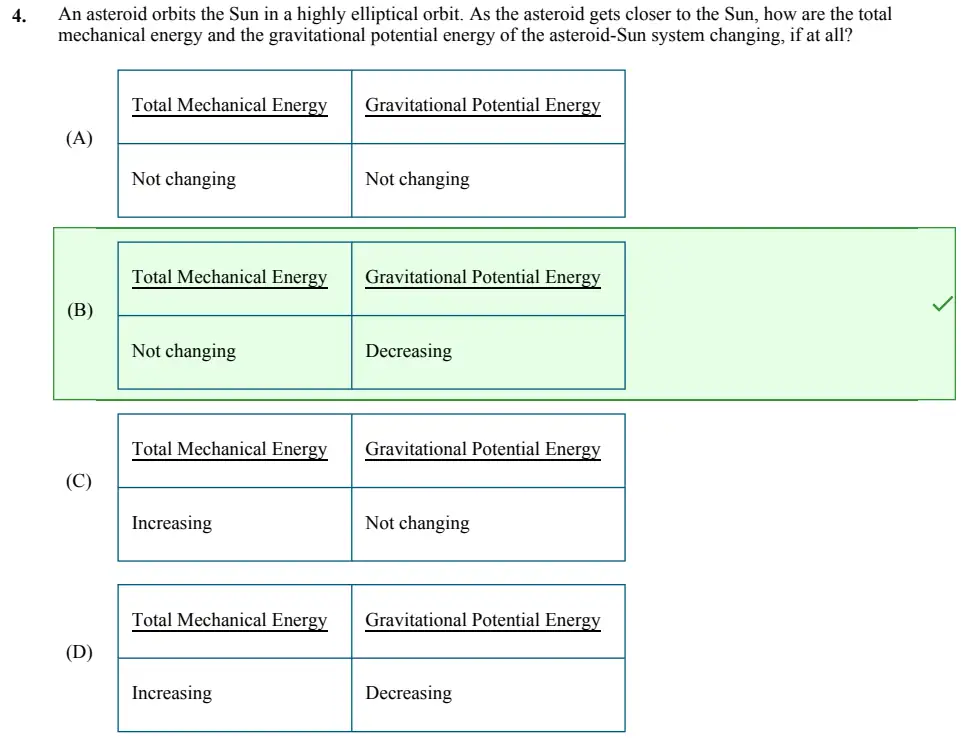 4. An asteroid orbits the Sun in a highly elliptical orbit. As the asteroid gets closer to the Sun, how are the total
mechanical energy and the gravitational potential energy of the asteroid-Sun system changing, if at all?
(A)
Total Mechanical Energy Gravitational Potential Energy
Not changing Not changing
(B)
Total Mechanical Energy Gravitational Potential Energy
Not changing Decreasing
(C)
Total Mechanical Energy Gravitational Potential Energy
Increasing Not changing
(D)
Total Mechanical Energy Gravitational Potential Energy
Increasing Decreasing